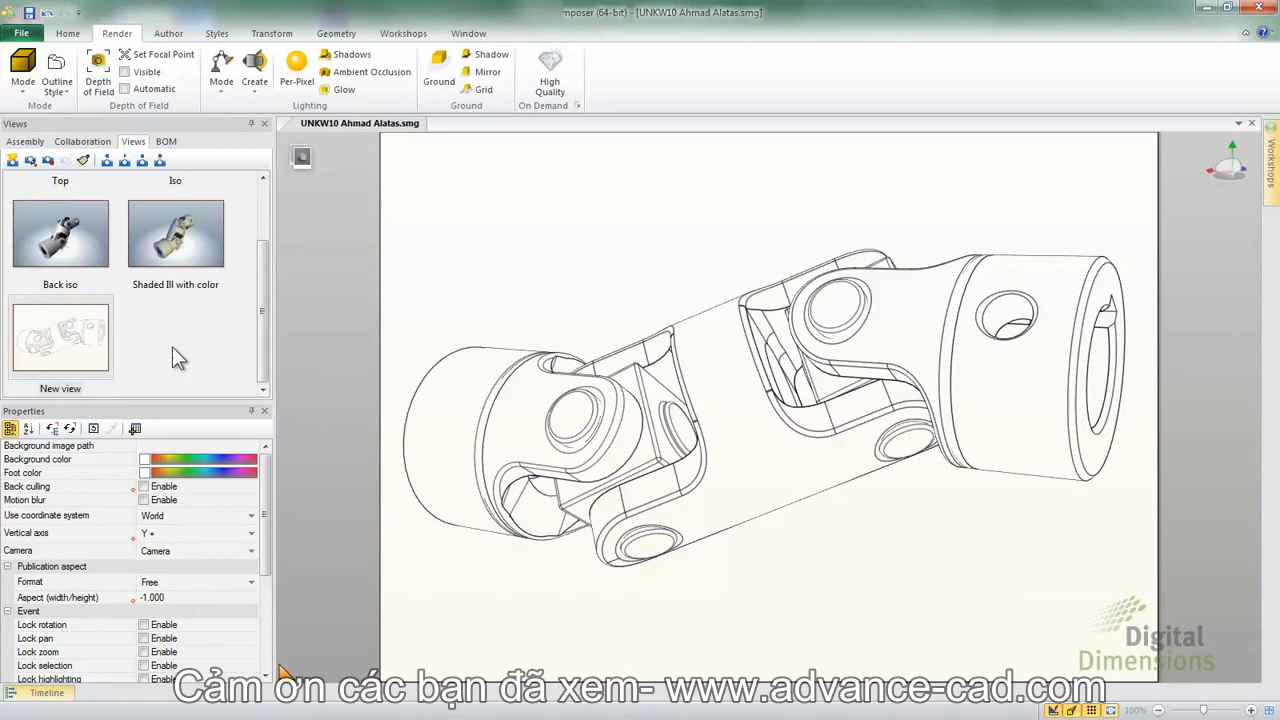 mposer (64-bit) - [UNKW10 Ahmad Alatas.smg]
File Home Render Author Styles Transform Geometry Workshops Window
Mode
Outline Style
Mode
Depth of Field
Set Focal Point
Visible
Automatic
Depth of Field
Mode
Create
Per-Pixel
Shadows
Ambient Occlusion
Glow
Lighting
Ground
Shadow
Mirror
Grid
Ground
High Quality
On Demand
Views
UNKW10 Ahmad Alatas.smg
Assembly Collaboration Views BOM
Workshops
Top Iso
Back iso Shaded Ill with color
New view
Properties
Background image path
Background color
Foot color
Back culling Enable
Motion blur Enable
Use coordinate system World
Vertical axis Y +
Camera Camera
Publication aspect
Format Free
Aspect (width/height) -1.000
Event
Lock rotation Enable
Lock pan Enable
Lock zoom Enable
Lock selection Enable
Lock highlighting Enable
Digital
Dimensions
Cảm ơn các bạn đã xem- www.advance-cad.com
Timeline
100%